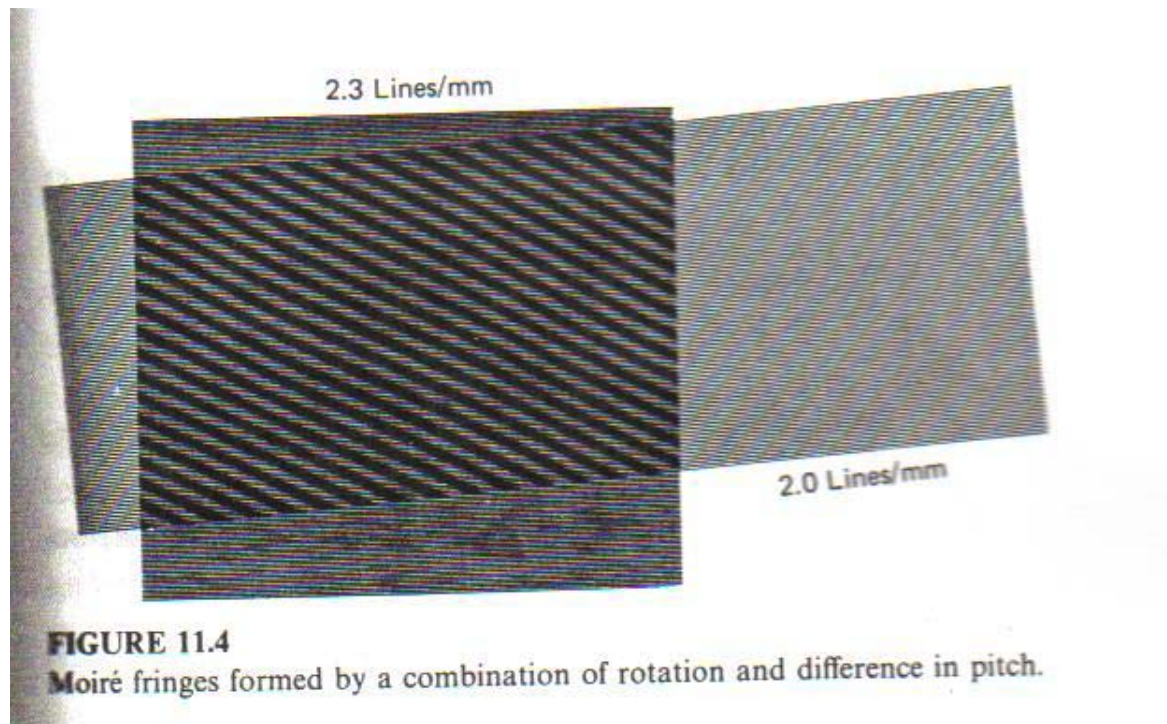 2.3 Lines/mm
2.0 Lines/mm
FIGURE 11.4
Moiré fringes formed by a combination of rotation and difference in pitch.